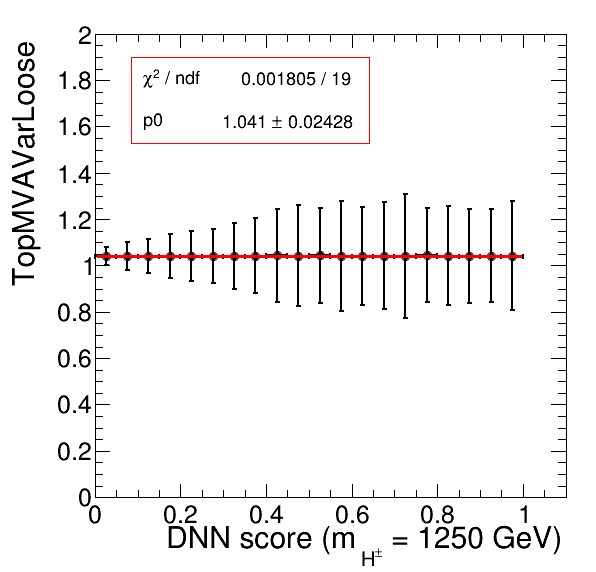 TopMVAVarLoose
2
1.8
1.6
1.4
1.2
1
0.8
0.6
0.4
0.2
0
χ² / ndf 0.001805 / 19
p0 1.041 ± 0.02428
0 0.2 0.4 0.6 0.8 1
DNN score (m_H± = 1250 GeV)